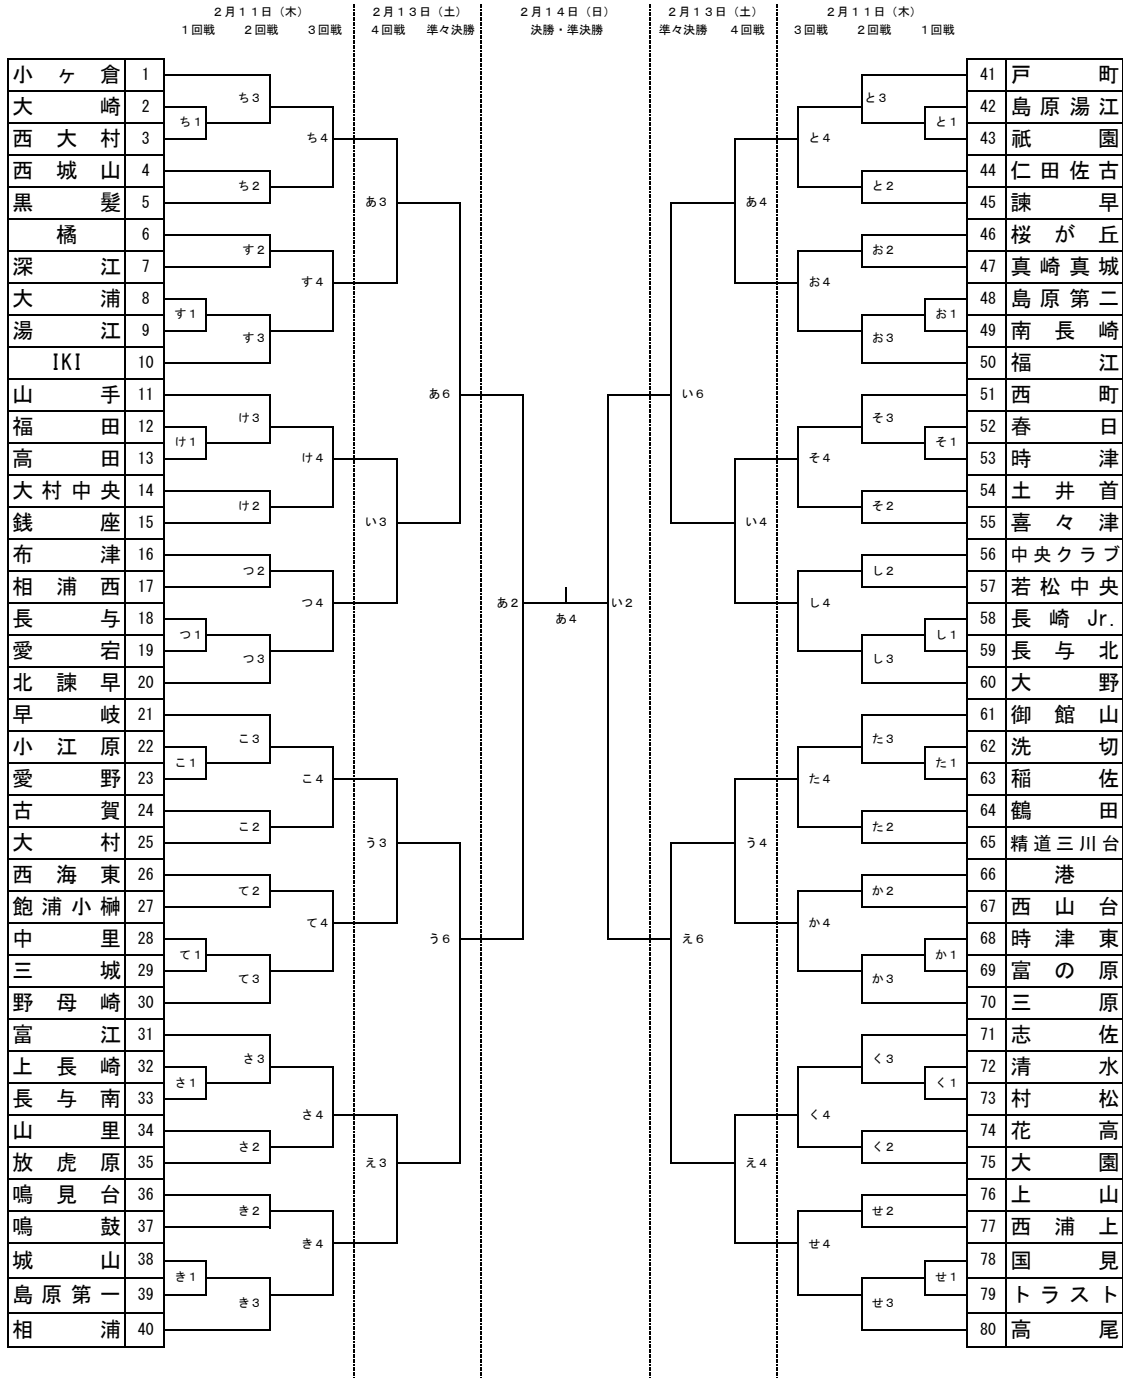 ２月１１日（木） ２月１３日（土） ２月１４日（日） ２月１３日（土） ２月１１日（木）
１回戦 ２回戦 ３回戦 ４回戦 準々決勝 決勝・準決勝 準々決勝 ４回戦 ３回戦 ２回戦 １回戦
小ヶ倉 1 41 戸町
ち３ と３
大崎 2 42 島原湯江
ち１ と１
西大村 3 ち４ と４ 43 祇園
西城山 4 44 仁田佐古
ち２ と２
黒髪 5 あ３ あ４ 45 諫早
橘 6 46 桜が丘
す２ お２
深江 7 47 真崎真城
す４ お４
大浦 8 48 島原第二
す１ お１
湯江 9 49 南長崎
す３ お３
IKI 10 50 福江
山手 11 あ６ い６ 51 西町
け３ そ３
福田 12 52 春日
け１ そ１
高田 13 け４ そ４ 53 時津
大村中央 14 54 土井首
け２ そ２
銭座 15 い３ い４ 55 喜々津
布津 16 56 中央クラブ
つ２ し２
相浦西 17 57 若松中央
つ４ あ２ い２ し４
長与 18 あ４ 58 長崎Jr.
つ１ し１
愛宕 19 59 長与北
つ３ し３
北諫早 20 60 大野
早岐 21 61 御館山
こ３ た３
小江原 22 62 洗切
こ１ た１
愛野 23 こ４ た４ 63 稲佐
古賀 24 64 鶴田
こ２ た２
大村 25 う３ う４ 65 精道三川台
西海東 26 66 港
て２ か２
飽浦小榊 27 67 西山台
て４ か４
中里 28 う６ え６ 68 時津東
て１ か１
三城 29 69 富の原
て３ か３
野母崎 30 70 三原
富江 31 71 志佐
さ３ く３
上長崎 32 72 清水
さ１ く１
長与南 33 さ４ く４ 73 村松
山里 34 74 花高
さ２ く２
放虎原 35 え３ え４ 75 大園
鳴見台 36 76 上山
き２ せ２
鳴鼓 37 77 西浦上
き４ せ４
城山 38 78 国見
き１ せ１
島原第一 39 79 トラスト
き３ せ３
相浦 40 80 高尾